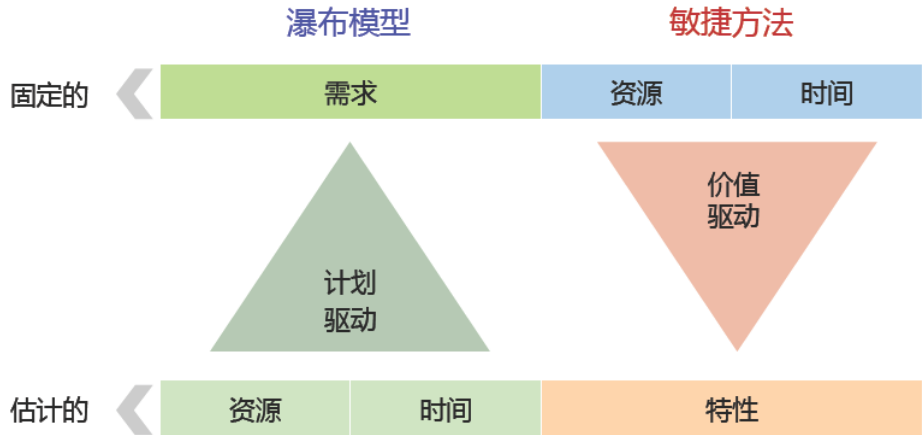 瀑布模型 敏捷方法
固定的 需求 资源 时间
价值
驱动
计划
驱动
估计的 资源 时间 特性